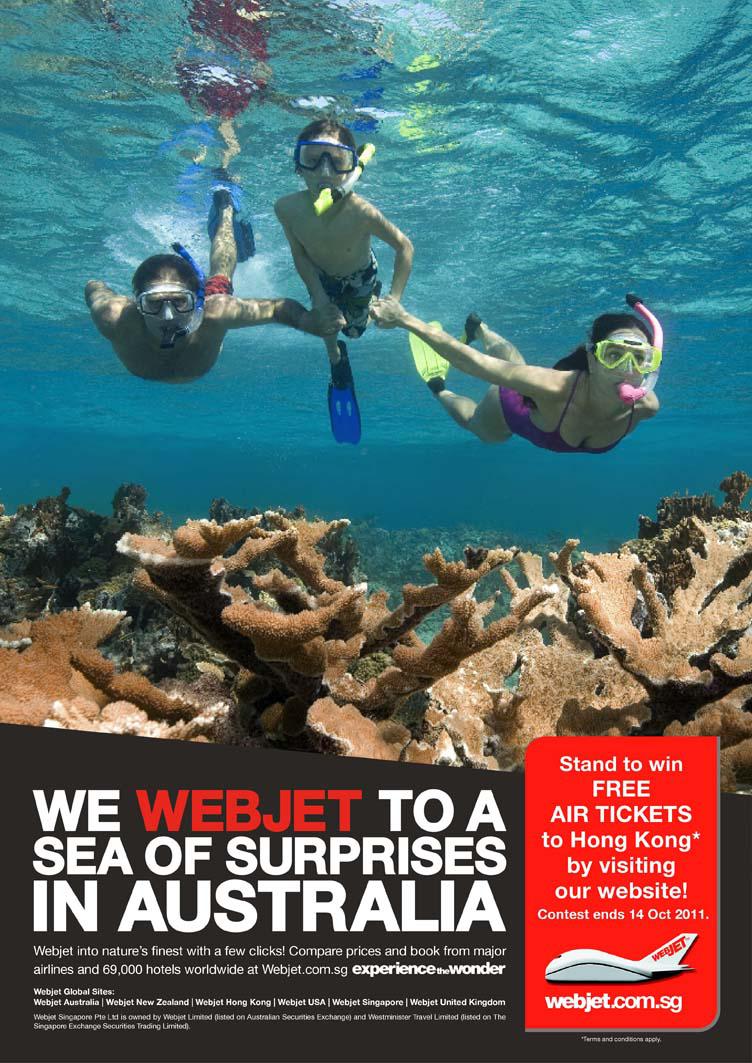 WE WEBJET TO A
SEA OF SURPRISES
IN AUSTRALIA
Webjet into nature's finest with a few clicks! Compare prices and book from major
airlines and 69,000 hotels worldwide at Webjet.com.sg experience the wonder
Webjet Global Sites:
Webjet Australia | Webjet New Zealand | Webjet Hong Kong | Webjet USA | Webjet Singapore | Webjet United Kingdom
Webjet Singapore Pte Ltd is owned by Webjet Limited (listed on Australian Securities Exchange) and Westminister Travel Limited (listed on The
Singapore Exchange Securities Trading Limited).
Stand to win
FREE
AIR TICKETS
to Hong Kong*
by visiting
our website!
Contest ends 14 Oct 2011.
WEBJET
webjet.com.sg
*Terms and conditions apply.